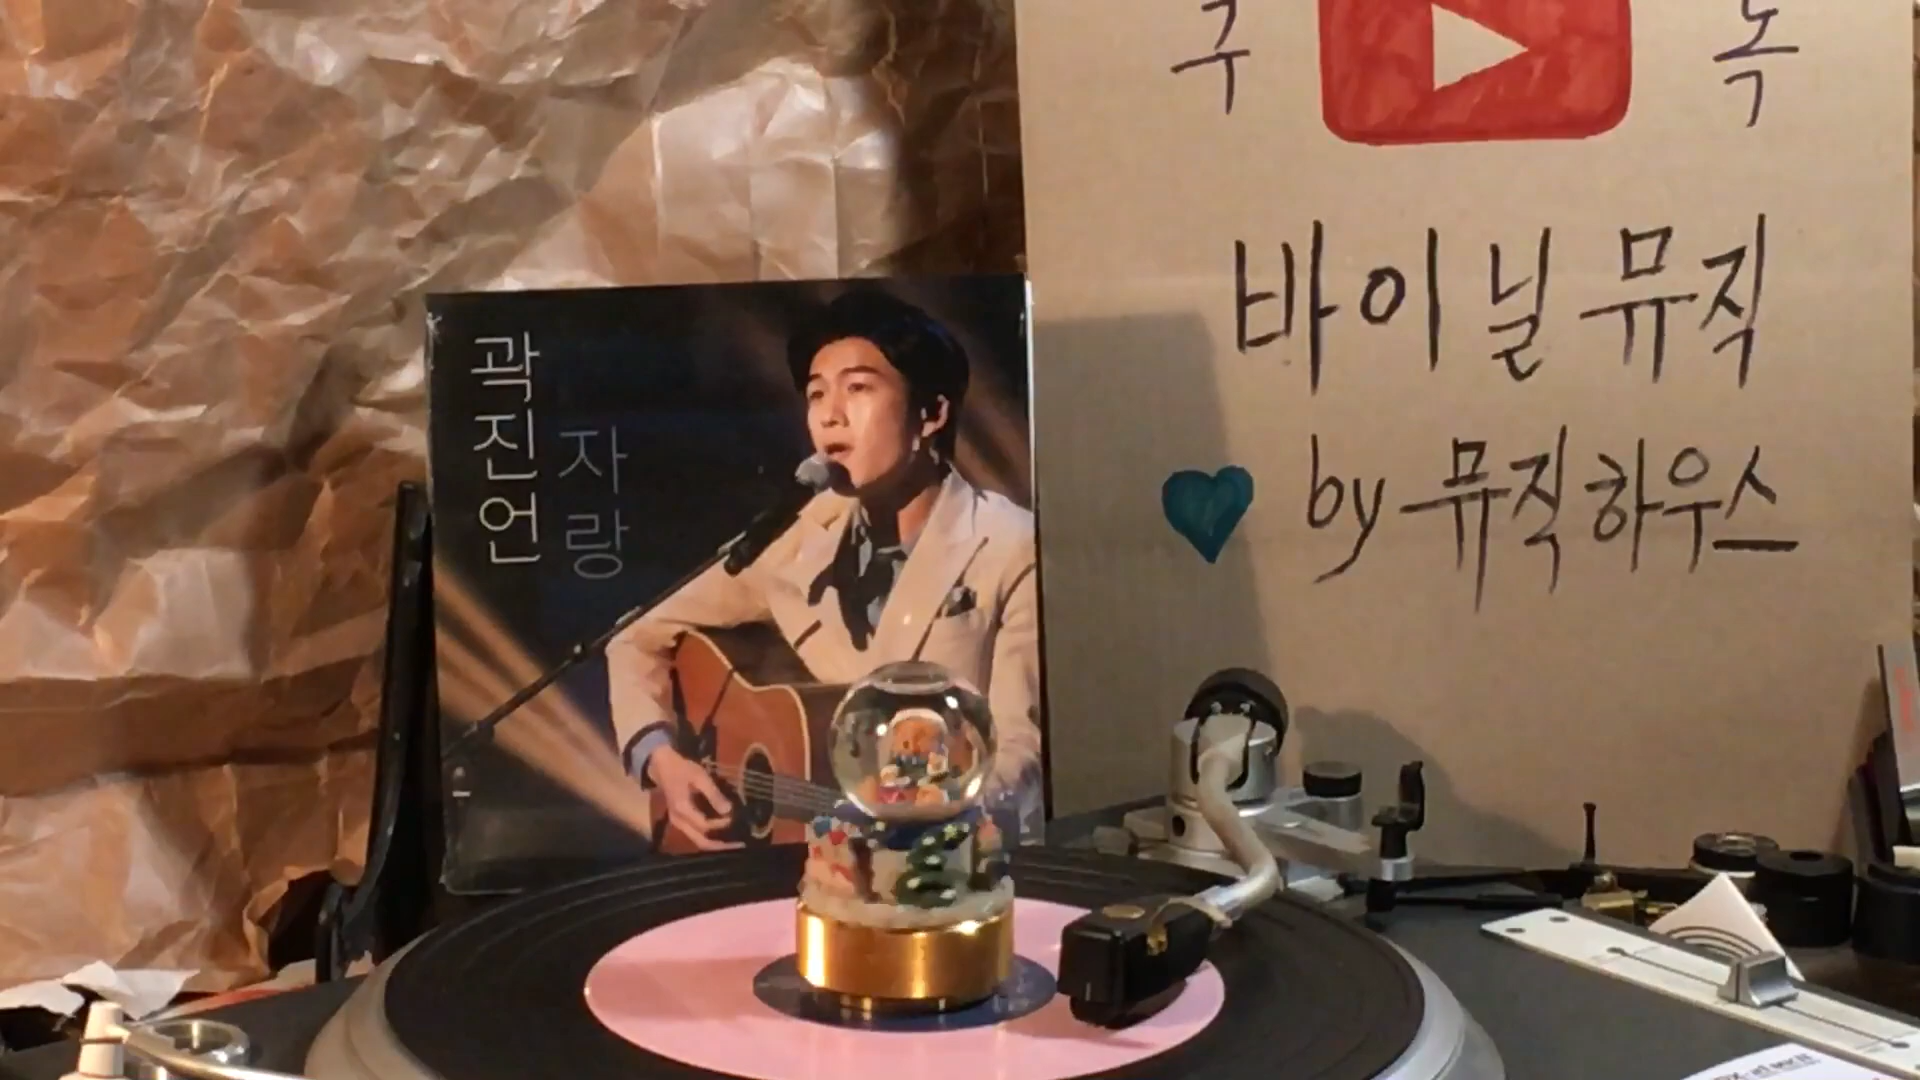 구 독
바이닐 뮤직
by 뮤직하우스
곽진언
자랑